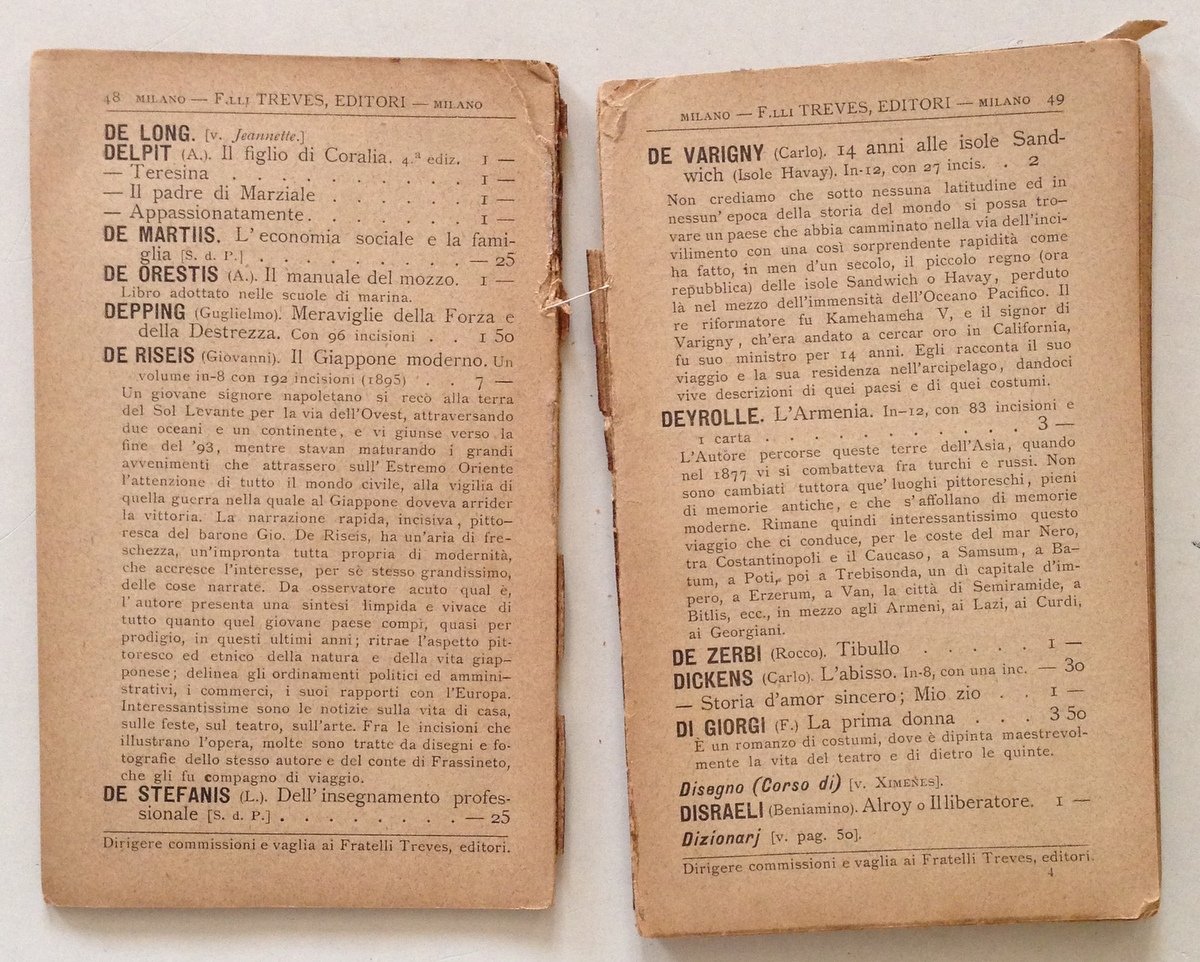 48 MILANO — F.LLI TREVES, EDITORI — MILANO
DE LONG. [v. Jeannette.]
DELPIT (A.). Il figlio di Coralia. 4.ª ediz. 1 —
— Teresina . . . . . . . . . . . 1 —
— Il padre di Marziale . . . . . . . 1 —
— Appassionatamente . . . . . . . . 1 —
DE MARTIIS. L'economia sociale e la fami-
glia [S. d. P.] . . . . . . . . . — 25
DE ORESTIS (A.). Il manuale del mozzo. 1 —
Libro adottato nelle scuole di marina.
DEPPING (Guglielmo). Meraviglie della Forza e
della Destrezza. Con 96 incisioni . . 1 50
DE RISEIS (Giovanni). Il Giappone moderno. Un
volume in-8 con 192 incisioni (1895) . . 7 —
Un giovane signore napoletano si recò alla terra
del Sol Levante per la via dell'Ovest, attraversando
due oceani e un continente, e vi giunse verso la
fine del '93, mentre stavan maturando i grandi
avvenimenti che attrassero sull'Estremo Oriente
l'attenzione di tutto il mondo civile, alla vigilia di
quella guerra nella quale al Giappone doveva arrider
la vittoria. La narrazione rapida, incisiva, pitto-
resca del barone Gio. De Riseis, ha un'aria di fre-
schezza, un'impronta tutta propria di modernità,
che accresce l'interesse, per sè stesso grandissimo,
delle cose narrate. Da osservatore acuto qual è,
l'autore presenta una sintesi limpida e vivace di
tutto quanto quel giovane paese compì, quasi per
prodigio, in questi ultimi anni; ritrae l'aspetto pit-
toresco ed etnico della natura e della vita giap-
ponese; delinea gli ordinamenti politici ed ammini-
strativi, i commerci, i suoi rapporti con l'Europa.
Interessantissime sono le notizie sulla vita di casa,
sulle feste, sul teatro, sull'arte. Fra le incisioni che
illustrano l'opera, molte sono tratte da disegni e fo-
tografie dello stesso autore e del conte di Frassineto,
che gli fu compagno di viaggio.
DE STEFANIS (L.). Dell'insegnamento profes-
sionale [S. d. P.] . . . . . . . . — 25
Dirigere commissioni e vaglia ai Fratelli Treves, editori.
MILANO — F.LLI TREVES, EDITORI — MILANO 49
DE VARIGNY (Carlo). 14 anni alle isole Sand-
wich (Isole Havay). In-12, con 27 incis. . 2
Non crediamo che sotto nessuna latitudine ed in
nessun' epoca della storia del mondo si possa tro-
vare un paese che abbia camminato nella via dell'inci-
vilimento con una così sorprendente rapidità come
ha fatto, in men d'un secolo, il piccolo regno (ora
repubblica) delle isole Sandwich o Havay, perduto
là nel mezzo dell'immensità dell'Oceano Pacifico. Il
re riformatore fu Kamehameha V, e il signor di
Varigny, ch'era andato a cercar oro in California,
fu suo ministro per 14 anni. Egli racconta il suo
viaggio e la sua residenza nell'arcipelago, dandoci
vive descrizioni di quei paesi e di quei costumi.
DEYROLLE. L'Armenia. In-12, con 83 incisioni e
1 carta . . . . . . . . . . . . 3 —
L'Autore percorse queste terre dell'Asia, quando
nel 1877 vi si combatteva fra turchi e russi. Non
sono cambiati tuttora que' luoghi pittoreschi, pieni
di memorie antiche, e che s'affollano di memorie
moderne. Rimane quindi interessantissimo questo
viaggio che ci conduce, per le coste del mar Nero,
tra Costantinopoli e il Caucaso, a Samsum, a Ba-
tum, a Poti, poi a Trebisonda, un dì capitale d'im-
pero, a Erzerum, a Van, la città di Semiramide, a
Bitlis, ecc., in mezzo agli Armeni, ai Lazi, ai Curdi,
ai Georgiani.
DE ZERBI (Rocco). Tibullo . . . . . 1 —
DICKENS (Carlo). L'abisso. In-8, con una inc. — 30
— Storia d'amor sincero; Mio zio . . 1 —
DI GIORGI (F.) La prima donna . . . 3 50
È un romanzo di costumi, dove è dipinta maestrevol-
mente la vita del teatro e di dietro le quinte.
Disegno (Corso di) [v. XIMENES].
DISRAELI (Beniamino). Alroy o Il liberatore. 1 —
Dizionarj [v. pag. 50].
Dirigere commissioni e vaglia ai Fratelli Treves, editori.
4